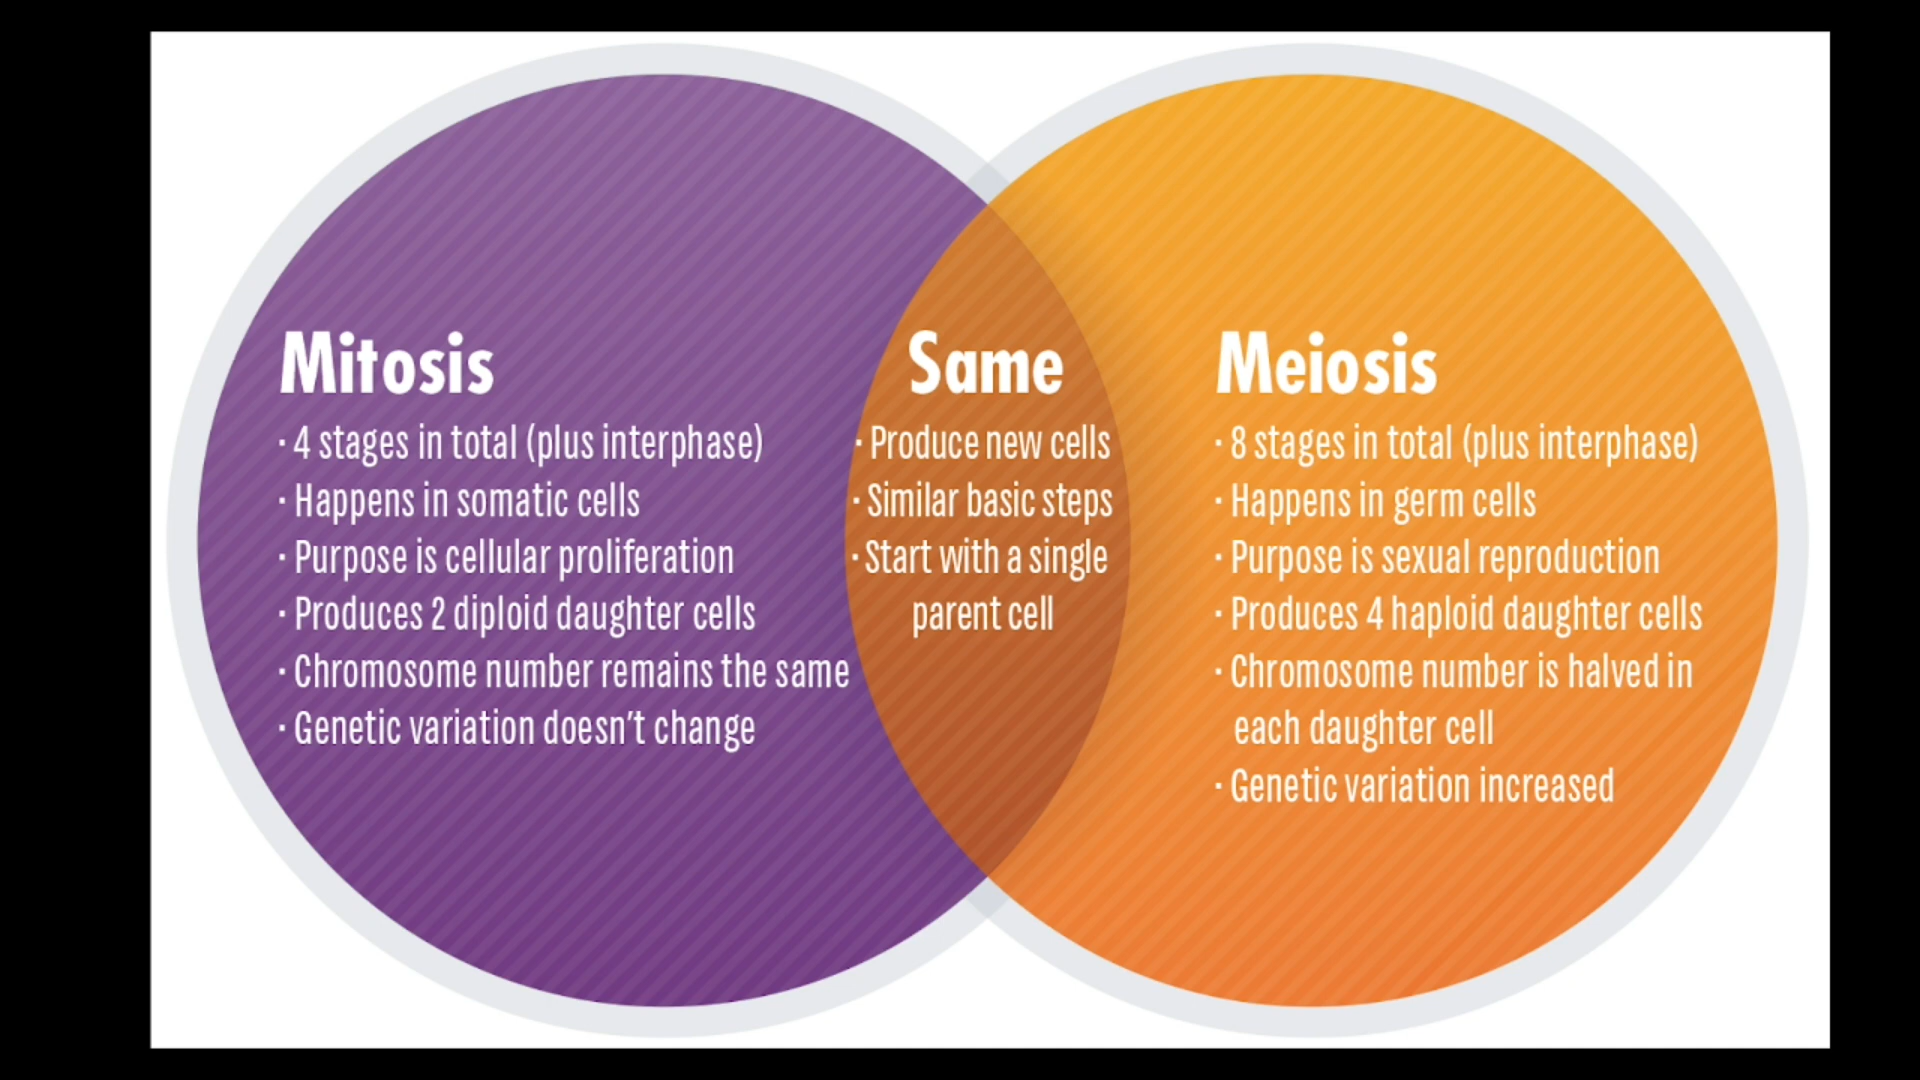 Mitosis
· 4 stages in total (plus interphase)
· Happens in somatic cells
· Purpose is cellular proliferation
· Produces 2 diploid daughter cells
· Chromosome number remains the same
· Genetic variation doesn't change
Same
· Produce new cells
· Similar basic steps
· Start with a single
parent cell
Meiosis
· 8 stages in total (plus interphase)
· Happens in germ cells
· Purpose is sexual reproduction
· Produces 4 haploid daughter cells
· Chromosome number is halved in
each daughter cell
· Genetic variation increased